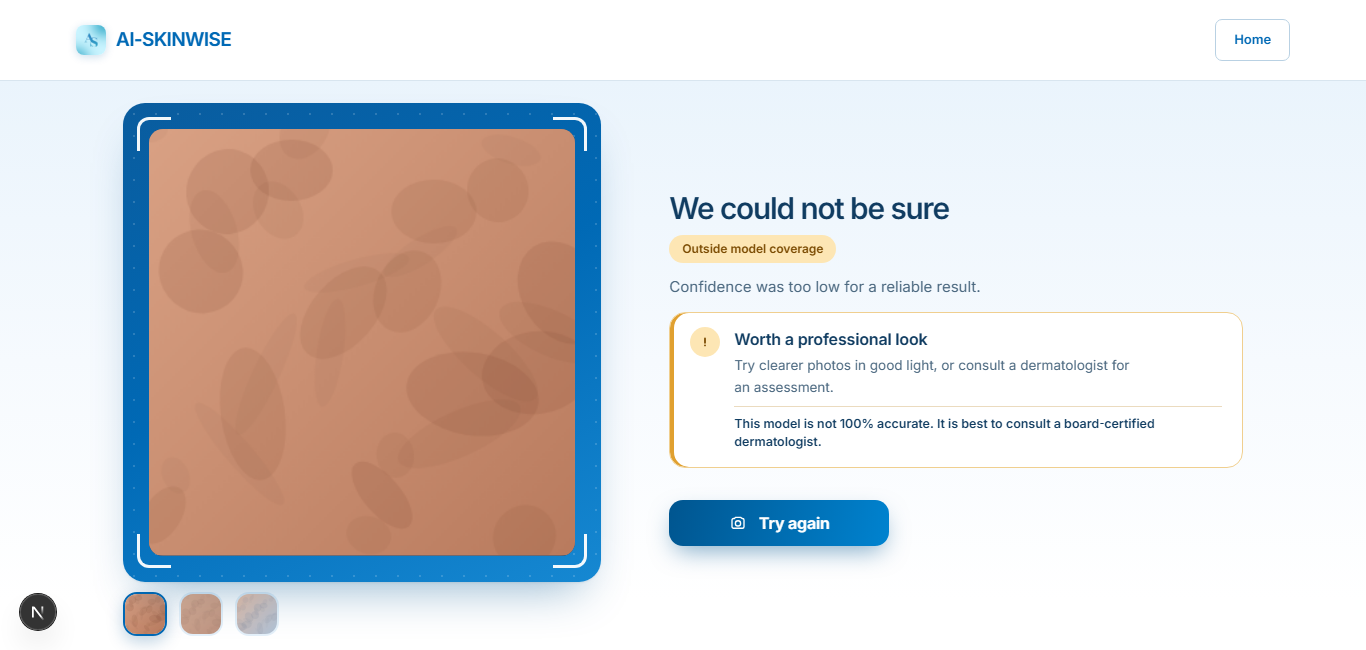 AI-SKINWISE
Home
We could not be sure
Outside model coverage
Confidence was too low for a reliable result.
!
Worth a professional look
Try clearer photos in good light, or consult a dermatologist for
an assessment.
This model is not 100% accurate. It is best to consult a board-certified
dermatologist.
Try again
N